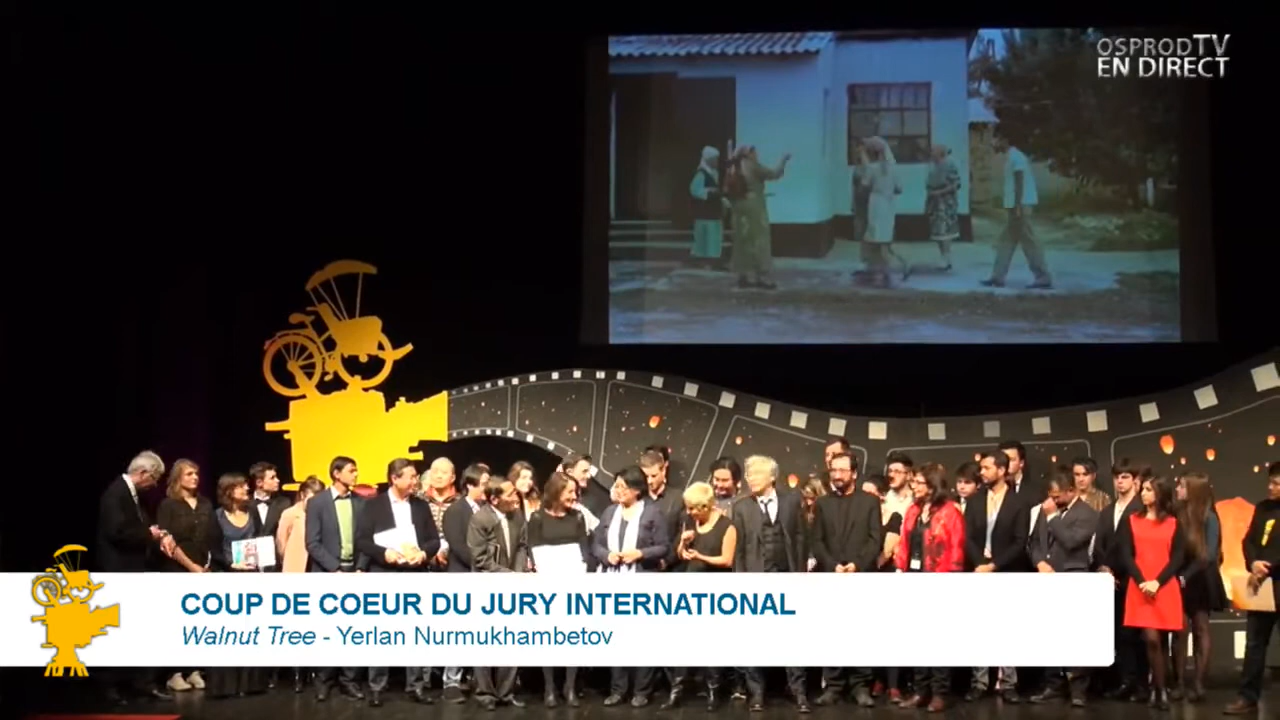 OSPRODTV
EN DIRECT
COUP DE COEUR DU JURY INTERNATIONAL
Walnut Tree - Yerlan Nurmukhambetov